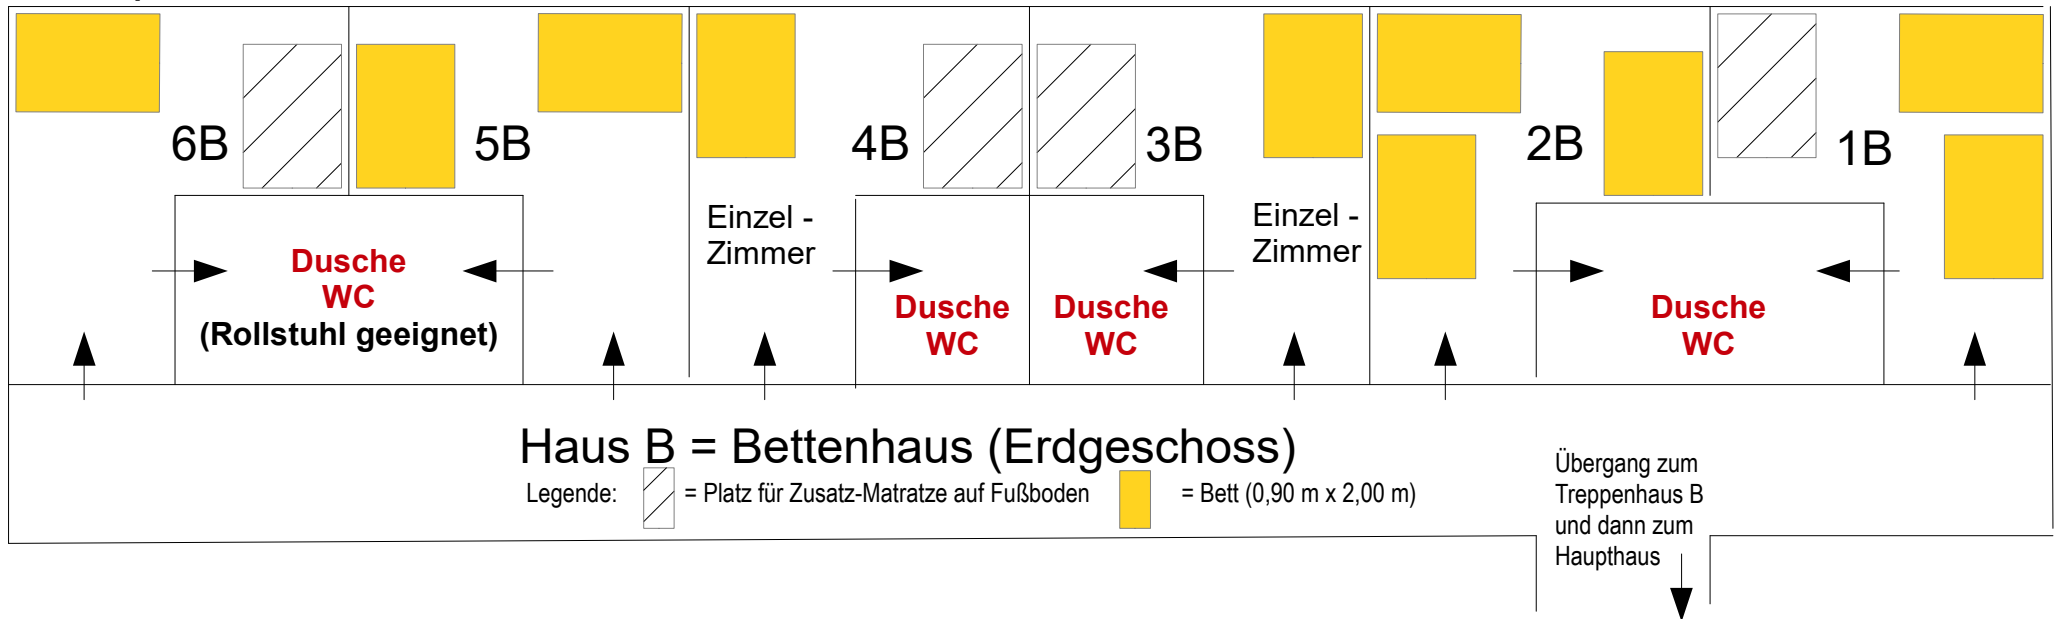 6B
5B
4B
3B
2B
1B
Einzel -
Zimmer
Einzel -
Zimmer
Dusche
WC
(Rollstuhl geeignet)
Dusche
WC
Dusche
WC
Dusche
WC
Haus B = Bettenhaus (Erdgeschoss)
Legende: = Platz für Zusatz-Matratze auf Fußboden = Bett (0,90 m x 2,00 m)
Übergang zum
Treppenhaus B
und dann zum
Haupthaus